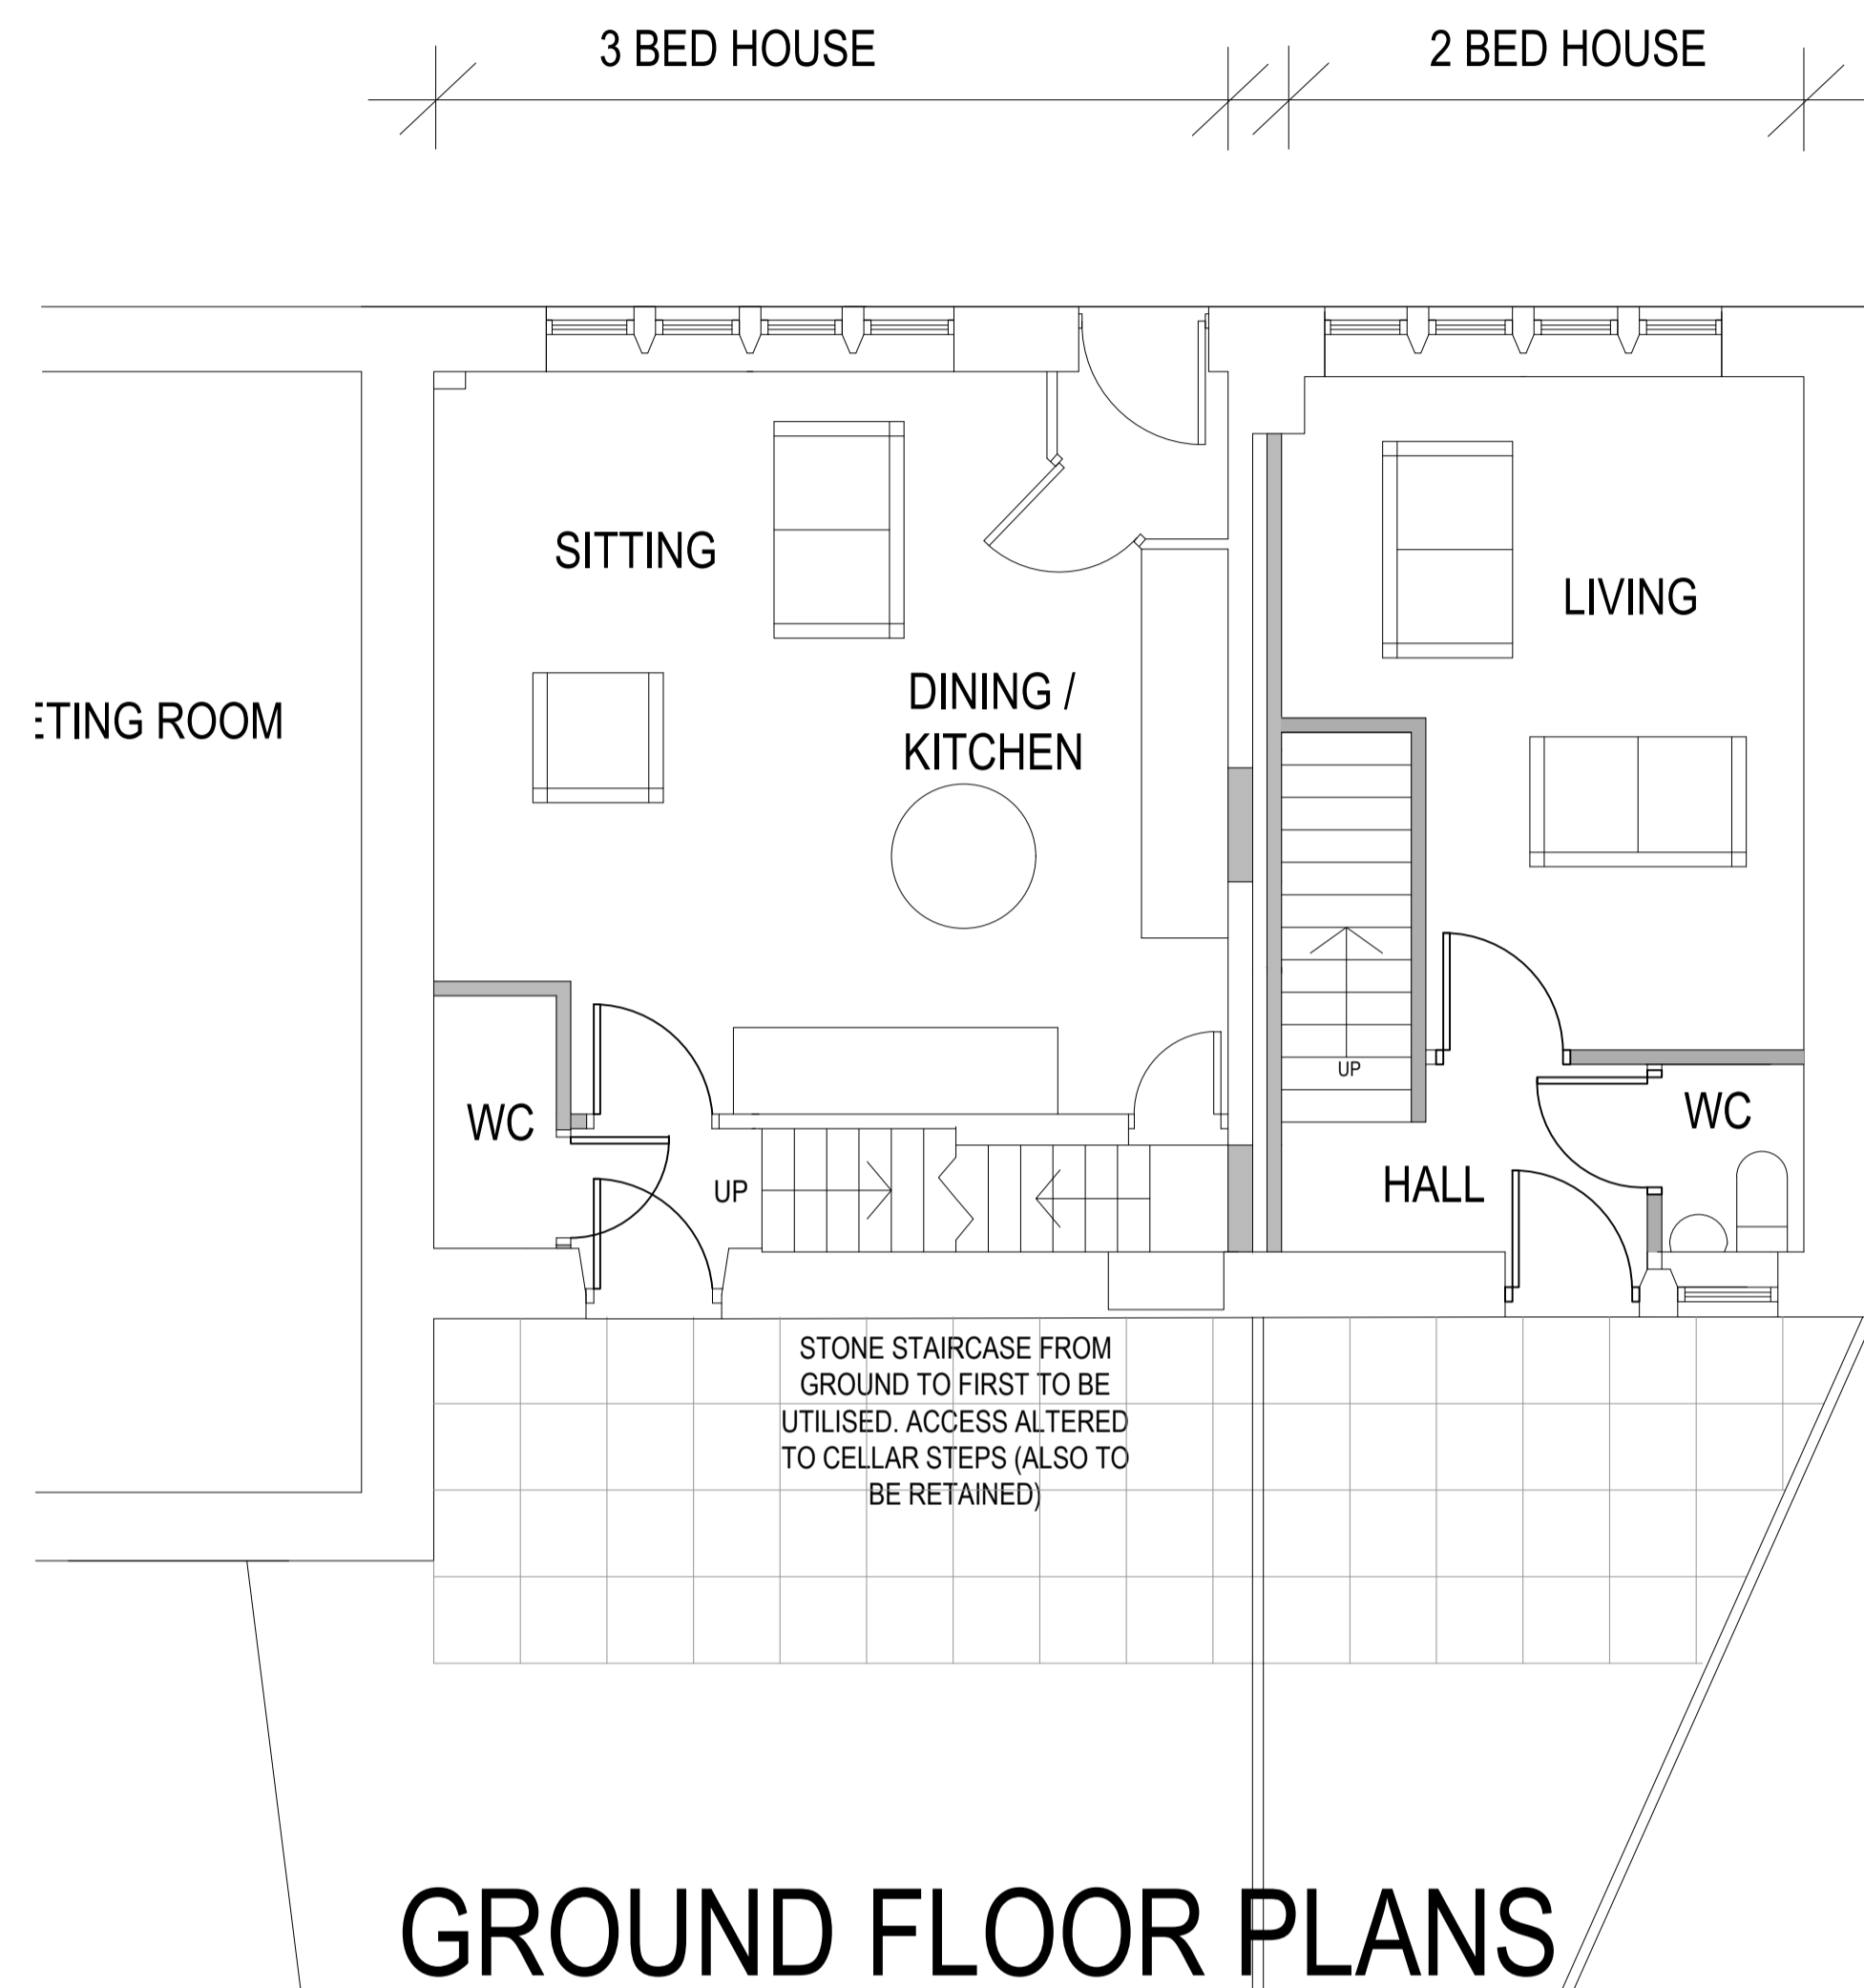 3 BED HOUSE
2 BED HOUSE
SITTING
LIVING
DINING /
KITCHEN
ROOM
WC
WC
UP
UP
HALL
STONE STAIRCASE FROM
GROUND TO FIRST TO BE
UTILISED. ACCESS ALTERED
TO CELLAR STEPS (ALSO TO
BE RETAINED)
GROUND FLOOR PLANS